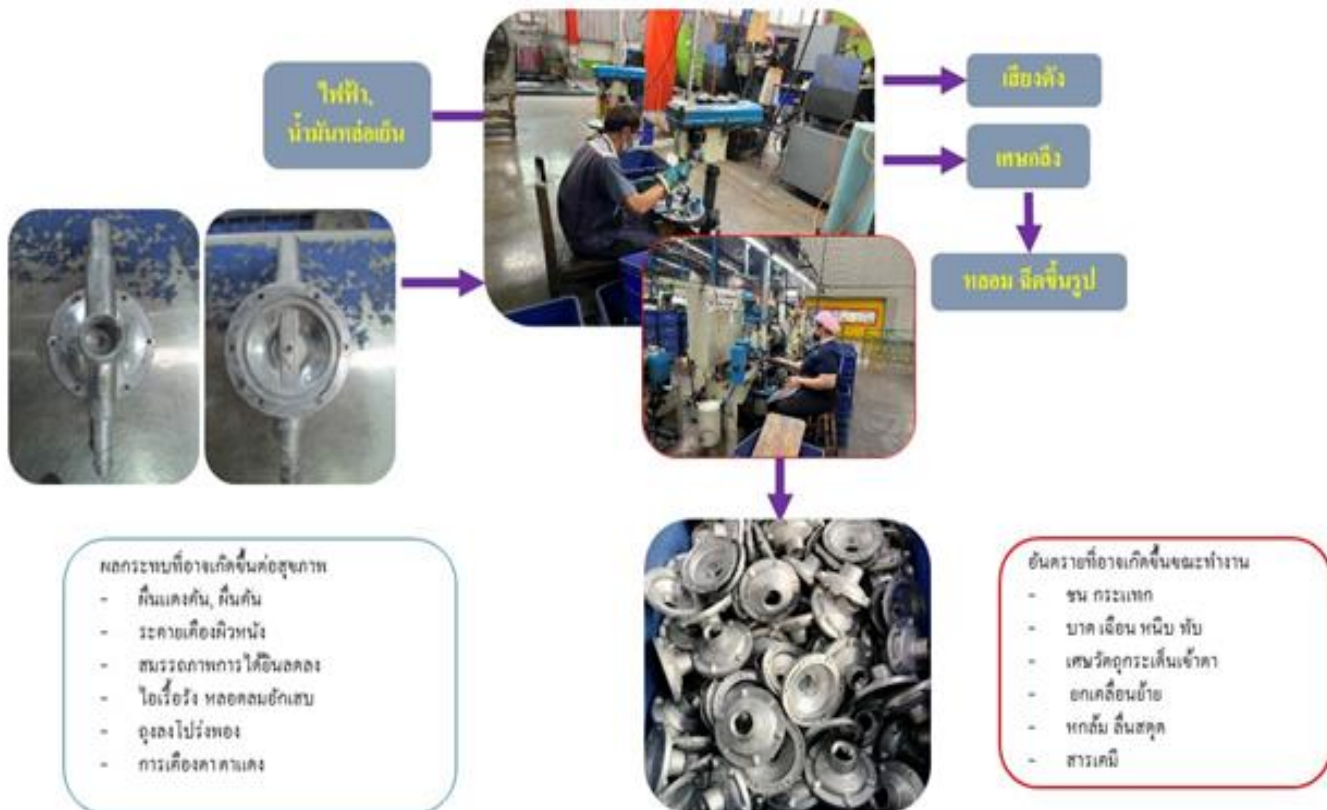 ไฟฟ้า,
น้ำมันหล่อเย็น
เสียงดัง
เศษกลึง
หลอม ฉีดขึ้นรูป
ผลกระทบที่อาจเกิดขึ้นต่อสุขภาพ
- ผื่นแดงคัน, ผื่นคัน
- ระคายเคืองผิวหนัง
- สมรรถภาพการได้ยินลดลง
- ไอเรื้อรัง หลอดลมอักเสบ
- ถุงลมโป่งพอง
- การเคืองตา ตาแดง
อันตรายที่อาจเกิดขึ้นขณะทำงาน
- ชน กระแทก
- บาด เฉือน หนีบ ทับ
- เศษวัตถุกระเด็นเข้าตา
- ยกเคลื่อนย้าย
- หกล้ม ลื่นสะดุด
- สารเคมี